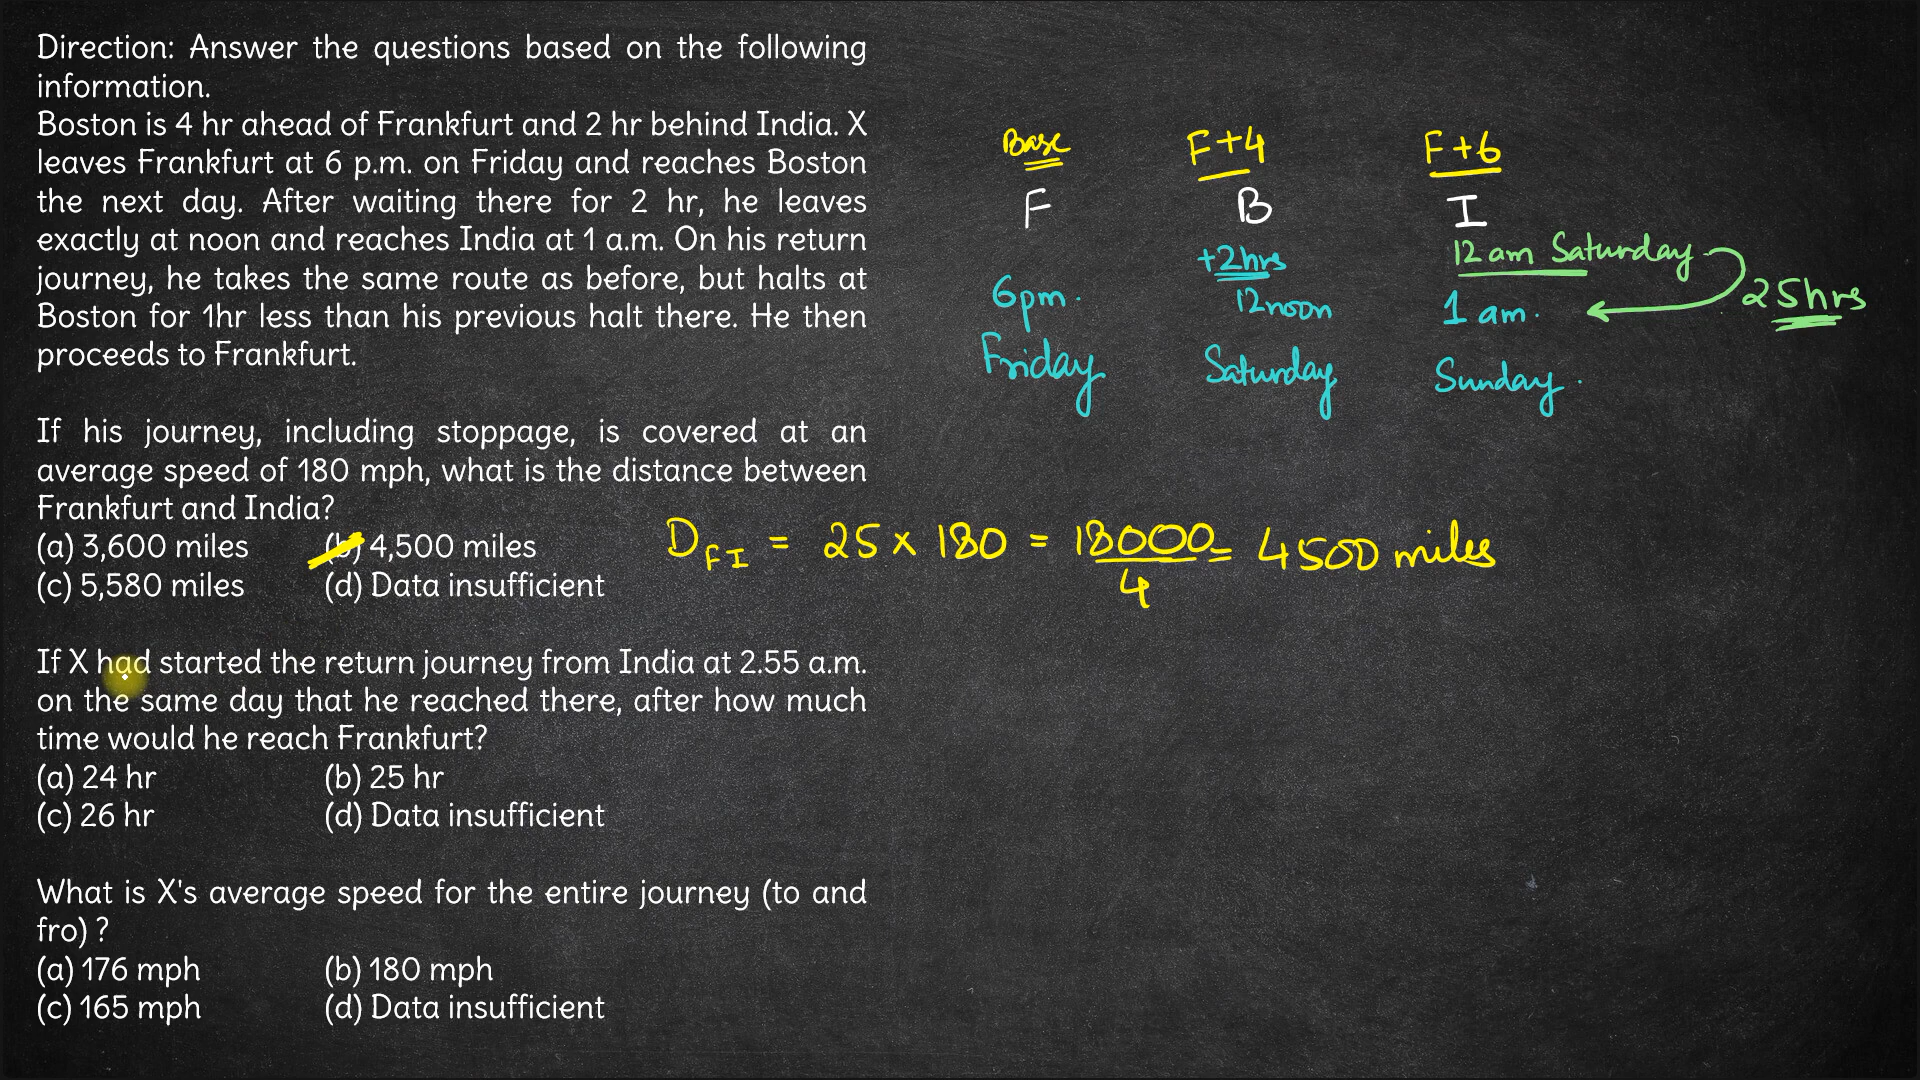 Direction: Answer the questions based on the following
information.
Boston is 4 hr ahead of Frankfurt and 2 hr behind India. X
leaves Frankfurt at 6 p.m. on Friday and reaches Boston
the next day. After waiting there for 2 hr, he leaves
exactly at noon and reaches India at 1 a.m. On his return
journey, he takes the same route as before, but halts at
Boston for 1hr less than his previous halt there. He then
proceeds to Frankfurt.
If his journey, including stoppage, is covered at an
average speed of 180 mph, what is the distance between
Frankfurt and India?
(a) 3,600 miles (b) 4,500 miles
(c) 5,580 miles (d) Data insufficient
If X had started the return journey from India at 2.55 a.m.
on the same day that he reached there, after how much
time would he reach Frankfurt?
(a) 24 hr (b) 25 hr
(c) 26 hr (d) Data insufficient
What is X's average speed for the entire journey (to and
fro) ?
(a) 176 mph (b) 180 mph
(c) 165 mph (d) Data insufficient
Base F+4 F+6
F B I
+2hrs 12am Saturday
6pm. 12noon 1 am. 25hrs
Friday Saturday Sunday.
D FI = 25 x 180 = 18000/4 = 4500 miles